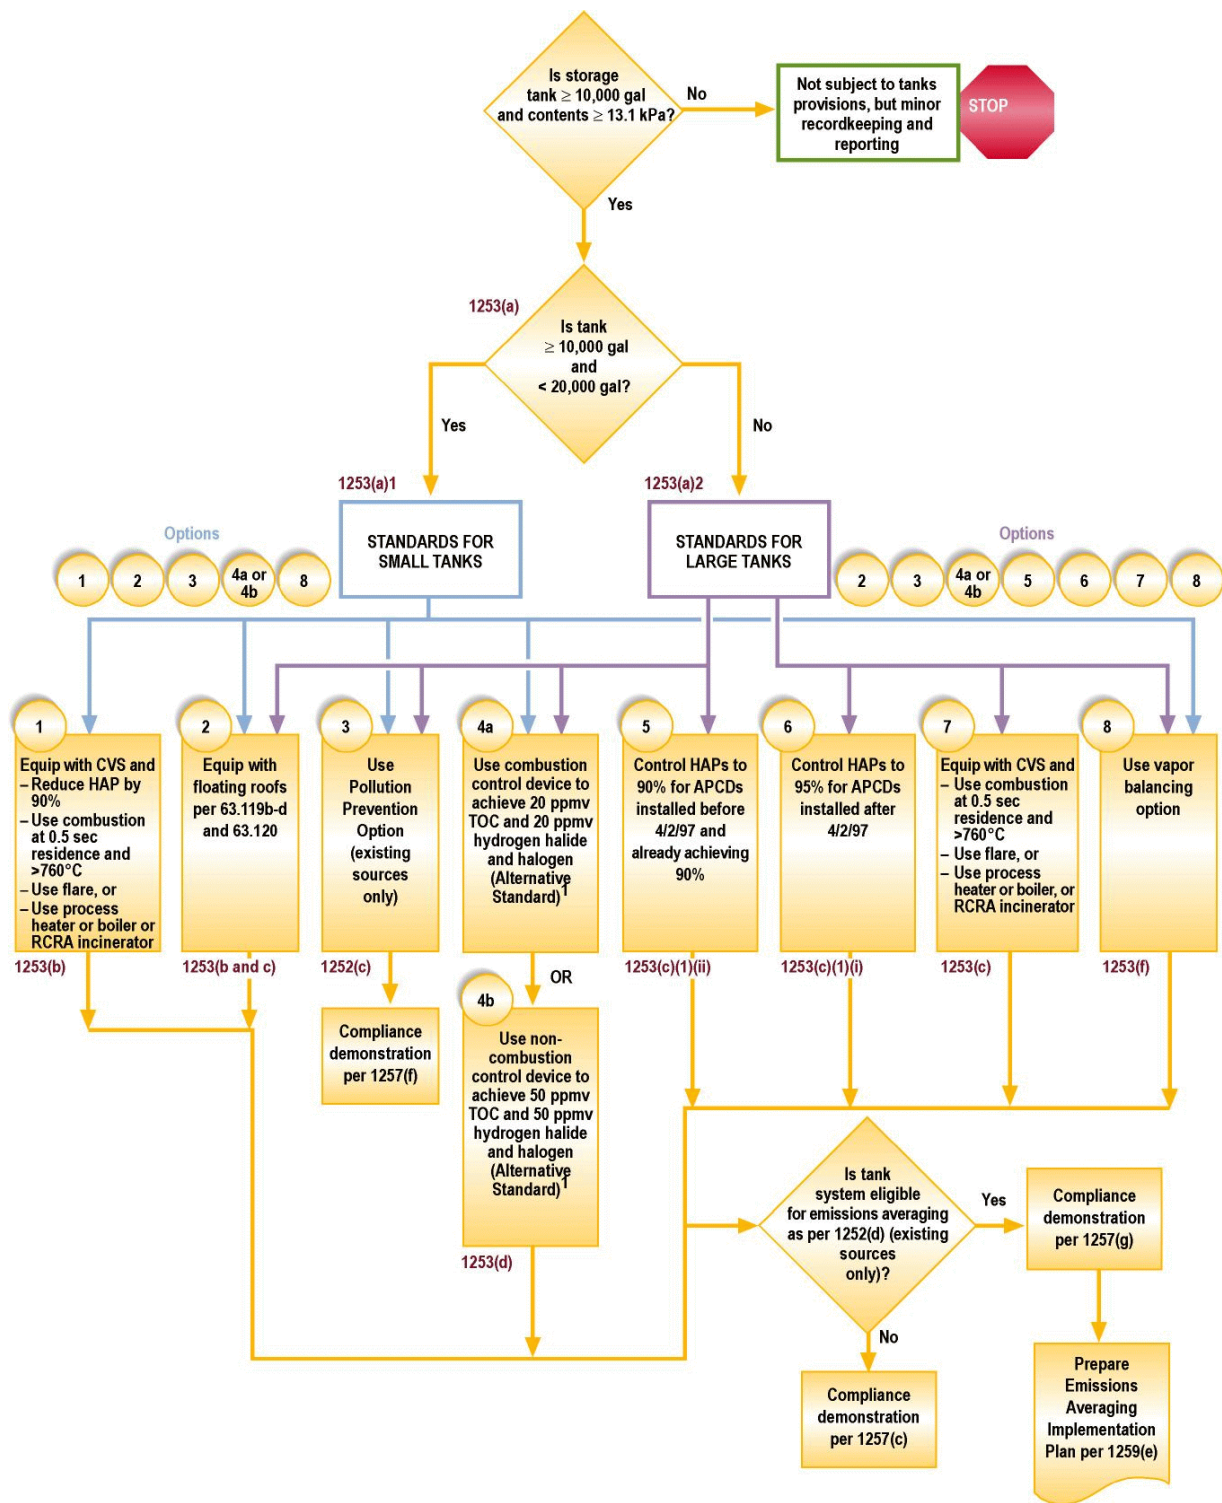 Is storage
tank ≥ 10,000 gal
and contents ≥ 13.1 kPa?
No
Not subject to tanks
provisions, but minor
recordkeeping and
reporting
STOP
Yes
1253(a)
Is tank
≥ 10,000 gal
and
< 20,000 gal?
Yes
No
1253(a)1
1253(a)2
Options
1
2
3
4a or
4b
8
STANDARDS FOR
SMALL TANKS
STANDARDS FOR
LARGE TANKS
Options
2
3
4a or
4b
5
6
7
8
1
Equip with CVS and
– Reduce HAP by
90%
– Use combustion
at 0.5 sec
residence and
>760°C
– Use flare, or
– Use process
heater or boiler or
RCRA incinerator
1253(b)
2
Equip with
floating roofs
per 63.119b-d
and 63.120
1253(b and c)
3
Use
Pollution
Prevention
Option
(existing
sources
only)
1252(c)
Compliance
demonstration
per 1257(f)
4a
Use combustion
control device to
achieve 20 ppmv
TOC and 20 ppmv
hydrogen halide
and halogen
(Alternative
Standard)1
OR
4b
Use non-
combustion
control device to
achieve 50 ppmv
TOC and 50 ppmv
hydrogen halide
and halogen
(Alternative
Standard)1
1253(d)
5
Control HAPs to
90% for APCDs
installed before
4/2/97 and
already achieving
90%
1253(c)(1)(ii)
6
Control HAPs to
95% for APCDs
installed after
4/2/97
1253(c)(1)(i)
7
Equip with CVS and
– Use combustion
at 0.5 sec
residence and
>760°C
– Use flare, or
– Use process
heater or boiler, or
RCRA incinerator
1253(c)
8
Use vapor
balancing
option
1253(f)
Is tank
system eligible
for emissions averaging
as per 1252(d) (existing
sources
only)?
Yes
Compliance
demonstration
per 1257(g)
No
Compliance
demonstration
per 1257(c)
Prepare
Emissions
Averaging
Implementation
Plan per 1259(e)